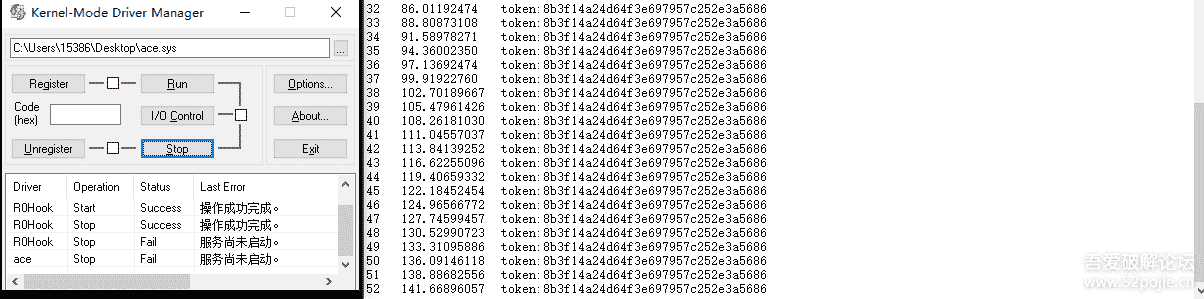 Kernel-Mode Driver Manager
C:\Users\15386\Desktop\ace.sys
...
Register
Run
Options...
Code
(hex)
I/O Control
About...
Unregister
Stop
Exit
Driver Operation Status Last Error
R0Hook Start Success 操作成功完成。
R0Hook Stop Success 操作成功完成。
R0Hook Stop Fail 服务尚未启动。
ace Stop Fail 服务尚未启动。
32 86.01192474 token:8b3f14a24d64f3e697957c252e3a5686
33 88.80873108 token:8b3f14a24d64f3e697957c252e3a5686
34 91.58978271 token:8b3f14a24d64f3e697957c252e3a5686
35 94.36002350 token:8b3f14a24d64f3e697957c252e3a5686
36 97.13692474 token:8b3f14a24d64f3e697957c252e3a5686
37 99.91922760 token:8b3f14a24d64f3e697957c252e3a5686
38 102.70189667 token:8b3f14a24d64f3e697957c252e3a5686
39 105.47961426 token:8b3f14a24d64f3e697957c252e3a5686
40 108.26181030 token:8b3f14a24d64f3e697957c252e3a5686
41 111.04557037 token:8b3f14a24d64f3e697957c252e3a5686
42 113.84139252 token:8b3f14a24d64f3e697957c252e3a5686
43 116.62255096 token:8b3f14a24d64f3e697957c252e3a5686
44 119.40659332 token:8b3f14a24d64f3e697957c252e3a5686
45 122.18452454 token:8b3f14a24d64f3e697957c252e3a5686
46 124.96566772 token:8b3f14a24d64f3e697957c252e3a5686
47 127.74599457 token:8b3f14a24d64f3e697957c252e3a5686
48 130.52990723 token:8b3f14a24d64f3e697957c252e3a5686
49 133.31095886 token:8b3f14a24d64f3e697957c252e3a5686
50 136.09146118 token:8b3f14a24d64f3e697957c252e3a5686
51 138.88682556 token:8b3f14a24d64f3e697957c252e3a5686
52 141.66896057 token:8b3f14a24d64f3e697957c252e3a5686
吾爱破解论坛
www.52pojie.cn